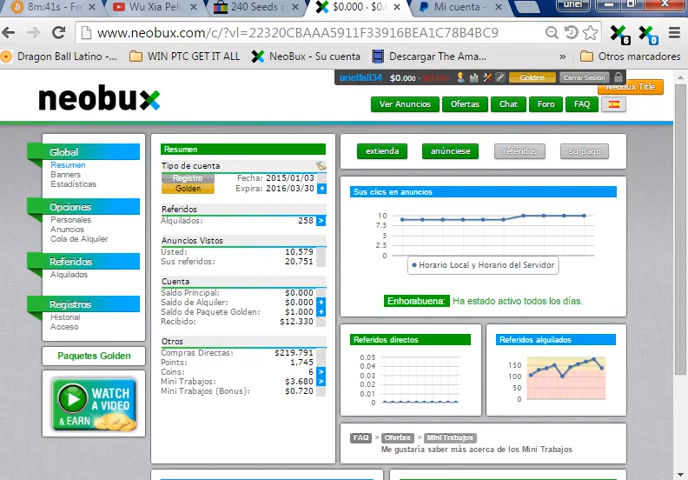 8m:41s - Fre
Wu Xia Peli
240 Seeds d
$0.000 - $0.
Mi cuenta -
uriel
www.neobux.com/c/?vl=22320CBAAA5911F33916BEA1C78B4BC9
Dragon Ball Latino - ...
WIN PTC GET IT ALL
NeoBux - Su cuenta
Descargar The Ama...
»
Otros marcadores
urielfall34
$0.000
Golden
Cerrar Sesión
NeoBux Title
neobux
Ver Anuncios
Ofertas
Chat
Foro
FAQ
Global
Resumen
Banners
Estadísticas
Opciones
Personales
Anuncios
Cola de Alquiler
Referidos
Alquilados
Registros
Historial
Acceso
Paquetes Golden
WATCH
A VIDEO
& EARN
Resumen
Tipo de cuenta
Registro Fecha: 2015/01/03
Golden Expira: 2016/03/30 +
Referidos
Alquilados: 258 >
Anuncios Vistos
Usted: 10,579
Sus referidos: 20,751
Cuenta
Saldo Principal: $0.000
Saldo de Alquiler: $0.000 +
Saldo de Paquete Golden: $1.000 +
Recibido: $12.330
Otros
Compras Directas: $219.791
Points: 1,745
Coins: 6 >
Mini Trabajos: $3.680 >
Mini Trabajos (Bonus): $0.720
extienda
anúnciese
referidos
su pago
Sus clics en anuncios
10
7.5
5
2.5
0
Horario Local y Horario del Servidor
Enhorabuena: Ha estado activo todos los días.
Referidos directos
0.05
0.04
0.03
0.02
0.01
0
Referidos alquilados
150
100
50
0
FAQ > Ofertas > Mini Trabajos
Me gustaría saber más acerca de los Mini Trabajos